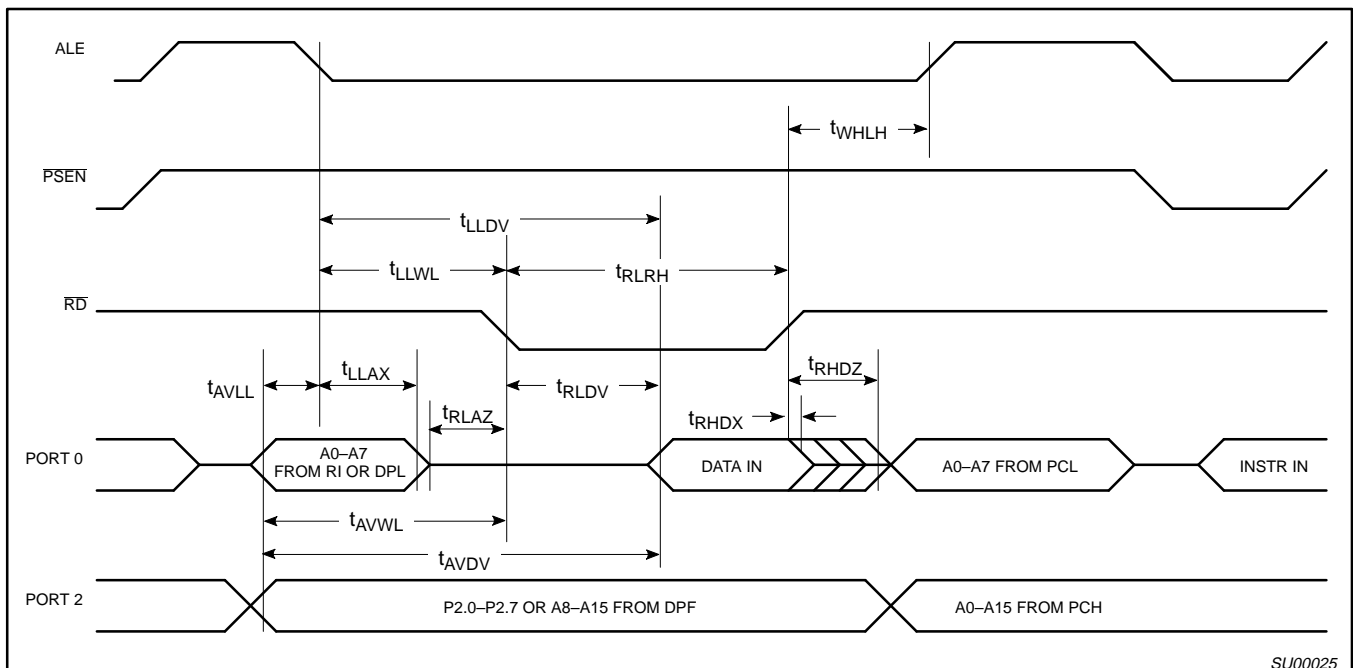 ALE
tWHLH
PSEN
tLLDV
tLLWL
tRLRH
RD
tAVLL
tLLAX
tRLAZ
tRLDV
tRHDZ
tRHDX
PORT 0
A0–A7
FROM RI OR DPL
DATA IN
A0–A7 FROM PCL
INSTR IN
tAVWL
tAVDV
PORT 2
P2.0–P2.7 OR A8–A15 FROM DPF
A0–A15 FROM PCH
SU00025